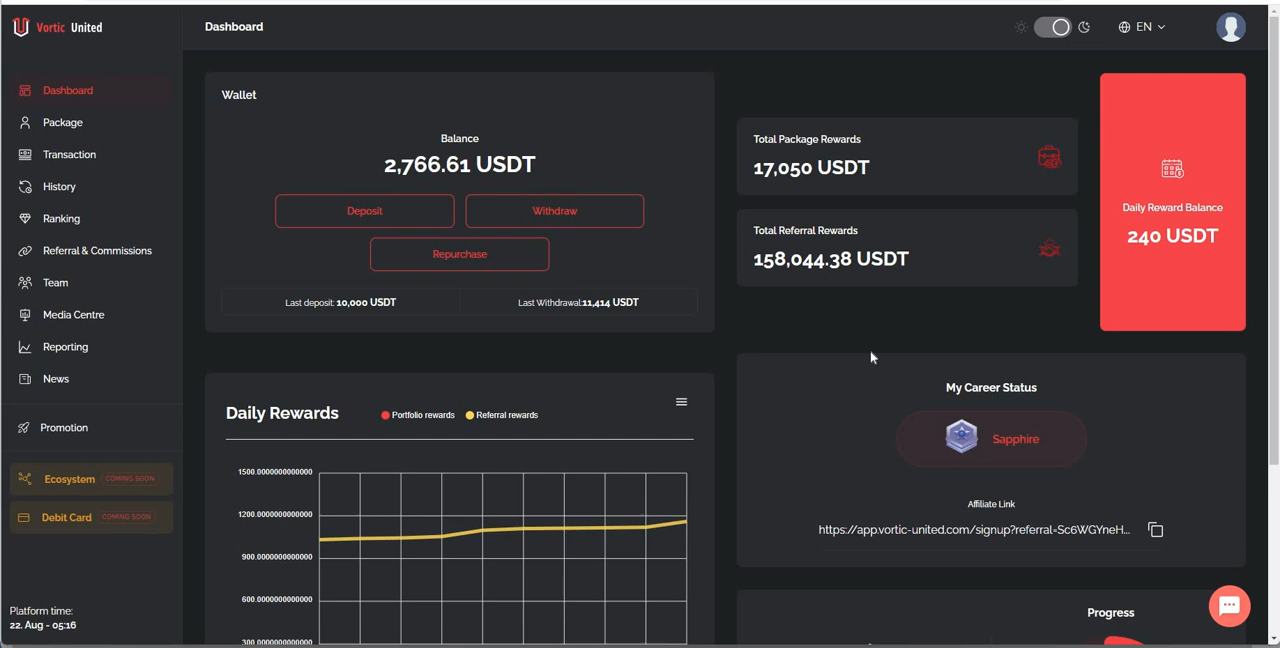 Vortic United
Dashboard
EN
Dashboard
Package
Transaction
History
Ranking
Referral & Commissions
Team
Media Centre
Reporting
News
Promotion
Ecosystem COMING SOON
Debit Card COMING SOON
Platform time:
22. Aug - 05:16
Wallet
Balance
2,766.61 USDT
Deposit
Withdraw
Repurchase
Last deposit: 10,000 USDT
Last Withdrawal:11,414 USDT
Total Package Rewards
17,050 USDT
Total Referral Rewards
158,044.38 USDT
Daily Reward Balance
240 USDT
Daily Rewards
Portfolio rewards
Referral rewards
1500.0000000000000
1200.0000000000000
900.0000000000000
600.0000000000000
300.0000000000000
My Career Status
Sapphire
Affiliate Link
https://app.vortic-united.com/signup?referral=Sc6WGYneH...
Progress